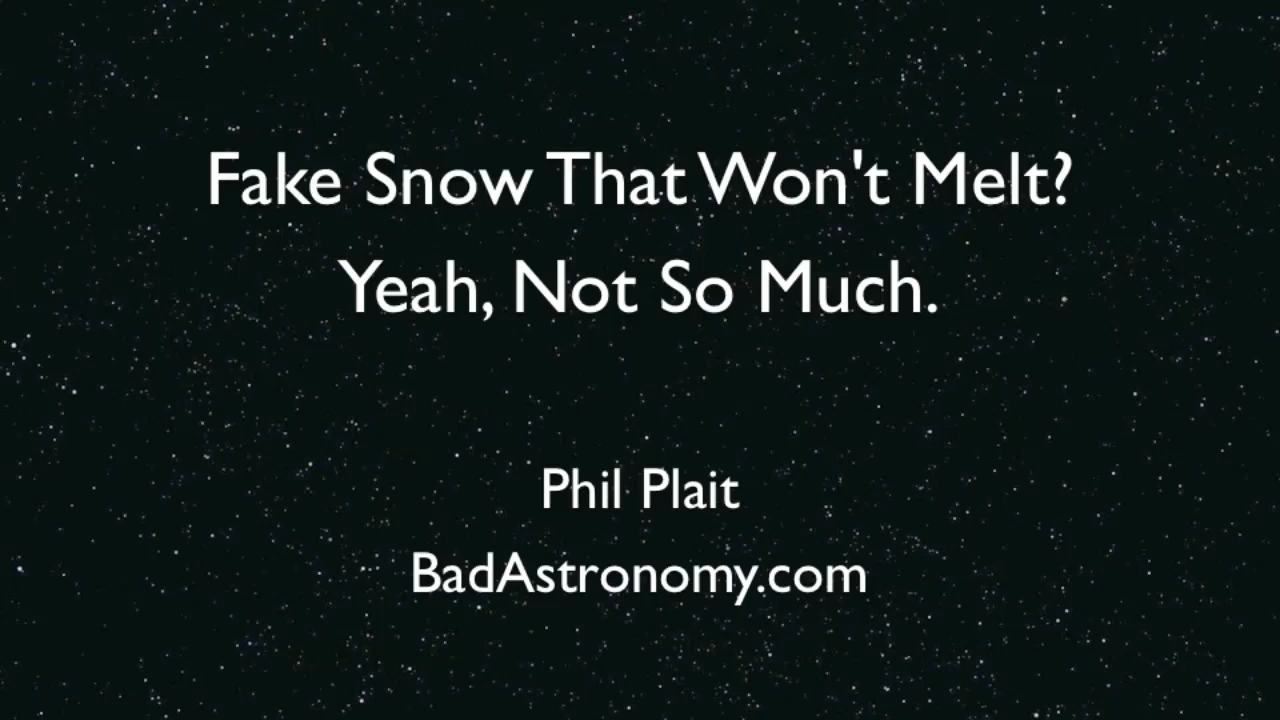 Fake Snow That Won't Melt?
Yeah, Not So Much.
Phil Plait
BadAstronomy.com